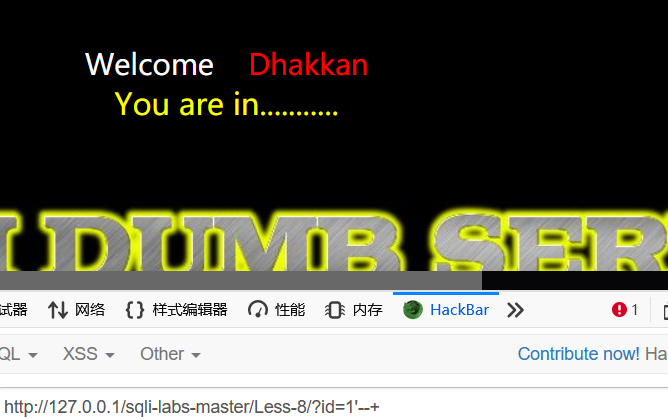 Welcome Dhakkan
You are in...........
DUMB SER
试器 网络 样式编辑器 性能 内存 HackBar 1
QL XSS Other Contribute now! Ha
http://127.0.0.1/sqli-labs-master/Less-8/?id=1'--+